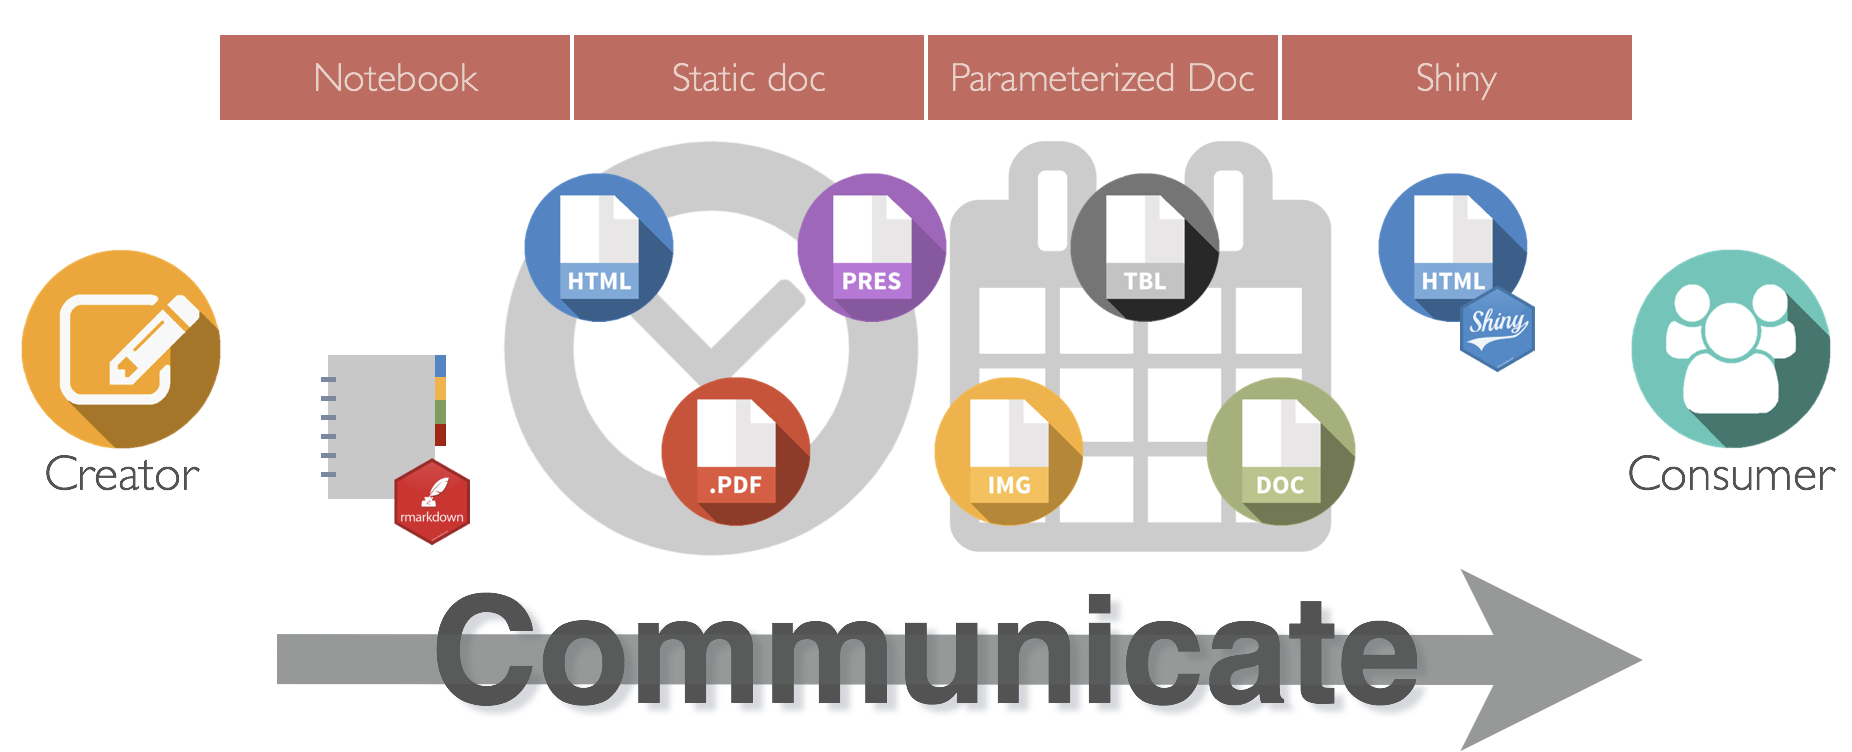 Notebook
Static doc
Parameterized Doc
Shiny
HTML
PRES
TBL
HTML
Shiny
Creator
rmarkdown
.PDF
IMG
DOC
Consumer
Communicate